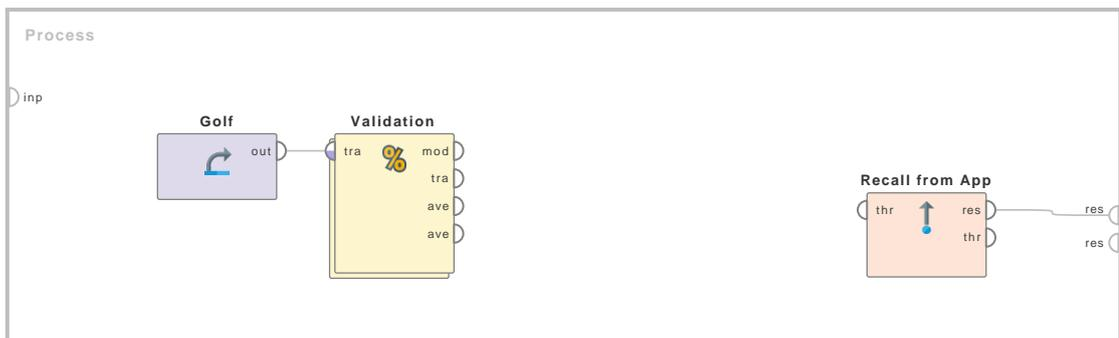 Process
inp
Golf
out
Validation
tra mod
tra
ave
ave
Recall from App
thr res
thr
res
res